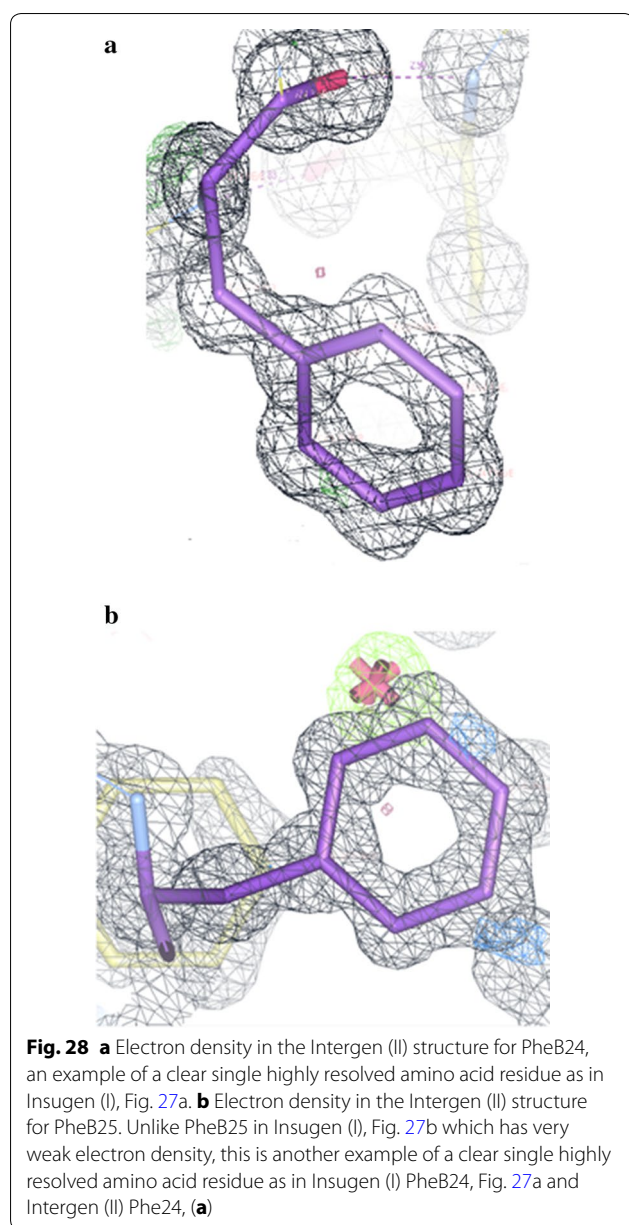 a
b
Fig. 28 a Electron density in the Intergen (II) structure for PheB24,
an example of a clear single highly resolved amino acid residue as in
Insugen (I), Fig. 27a. b Electron density in the Intergen (II) structure
for PheB25. Unlike PheB25 in Insugen (I), Fig. 27b which has very
weak electron density, this is another example of a clear single highly
resolved amino acid residue as in Insugen (I) PheB24, Fig. 27a and
Intergen (II) Phe24, (a)